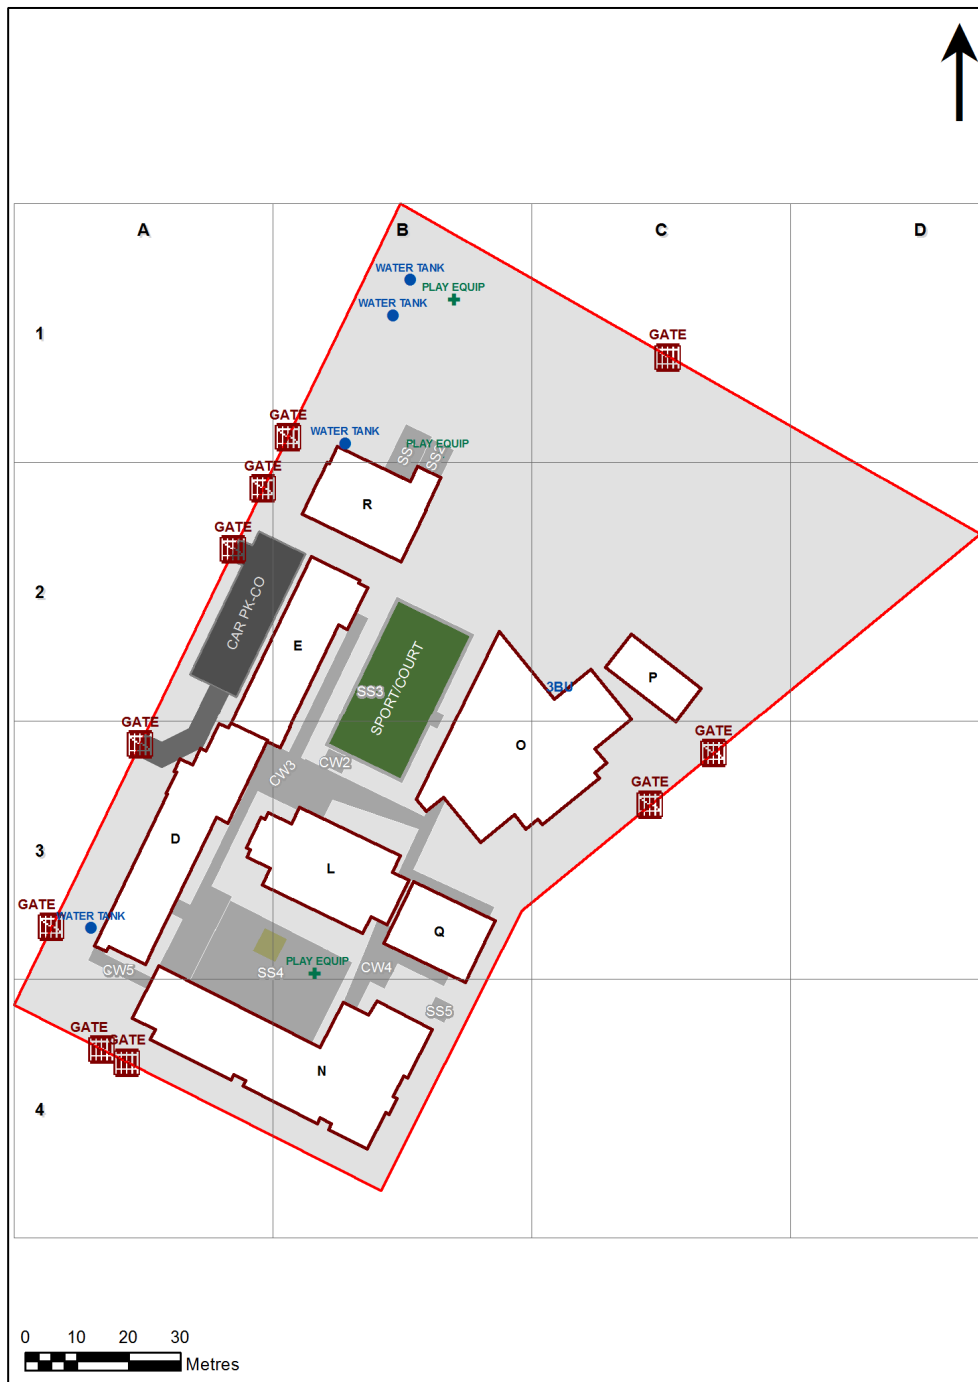 A
B
C
D
WATER TANK
PLAY EQUIP
WATER TANK
1
GATE
GATE
WATER TANK
PLAY EQUIP
SS2
GATE
R
GATE
2
CAR PK-CO
E
SPORT/COURT
SS3
3BU
P
GATE
O
GATE
CW2
CW3
GATE
D
3
L
GATE
WATER TANK
Q
PLAY EQUIP
CW4
SS4
CW5
SS5
GATE
GATE
N
4
0 10 20 30
Metres